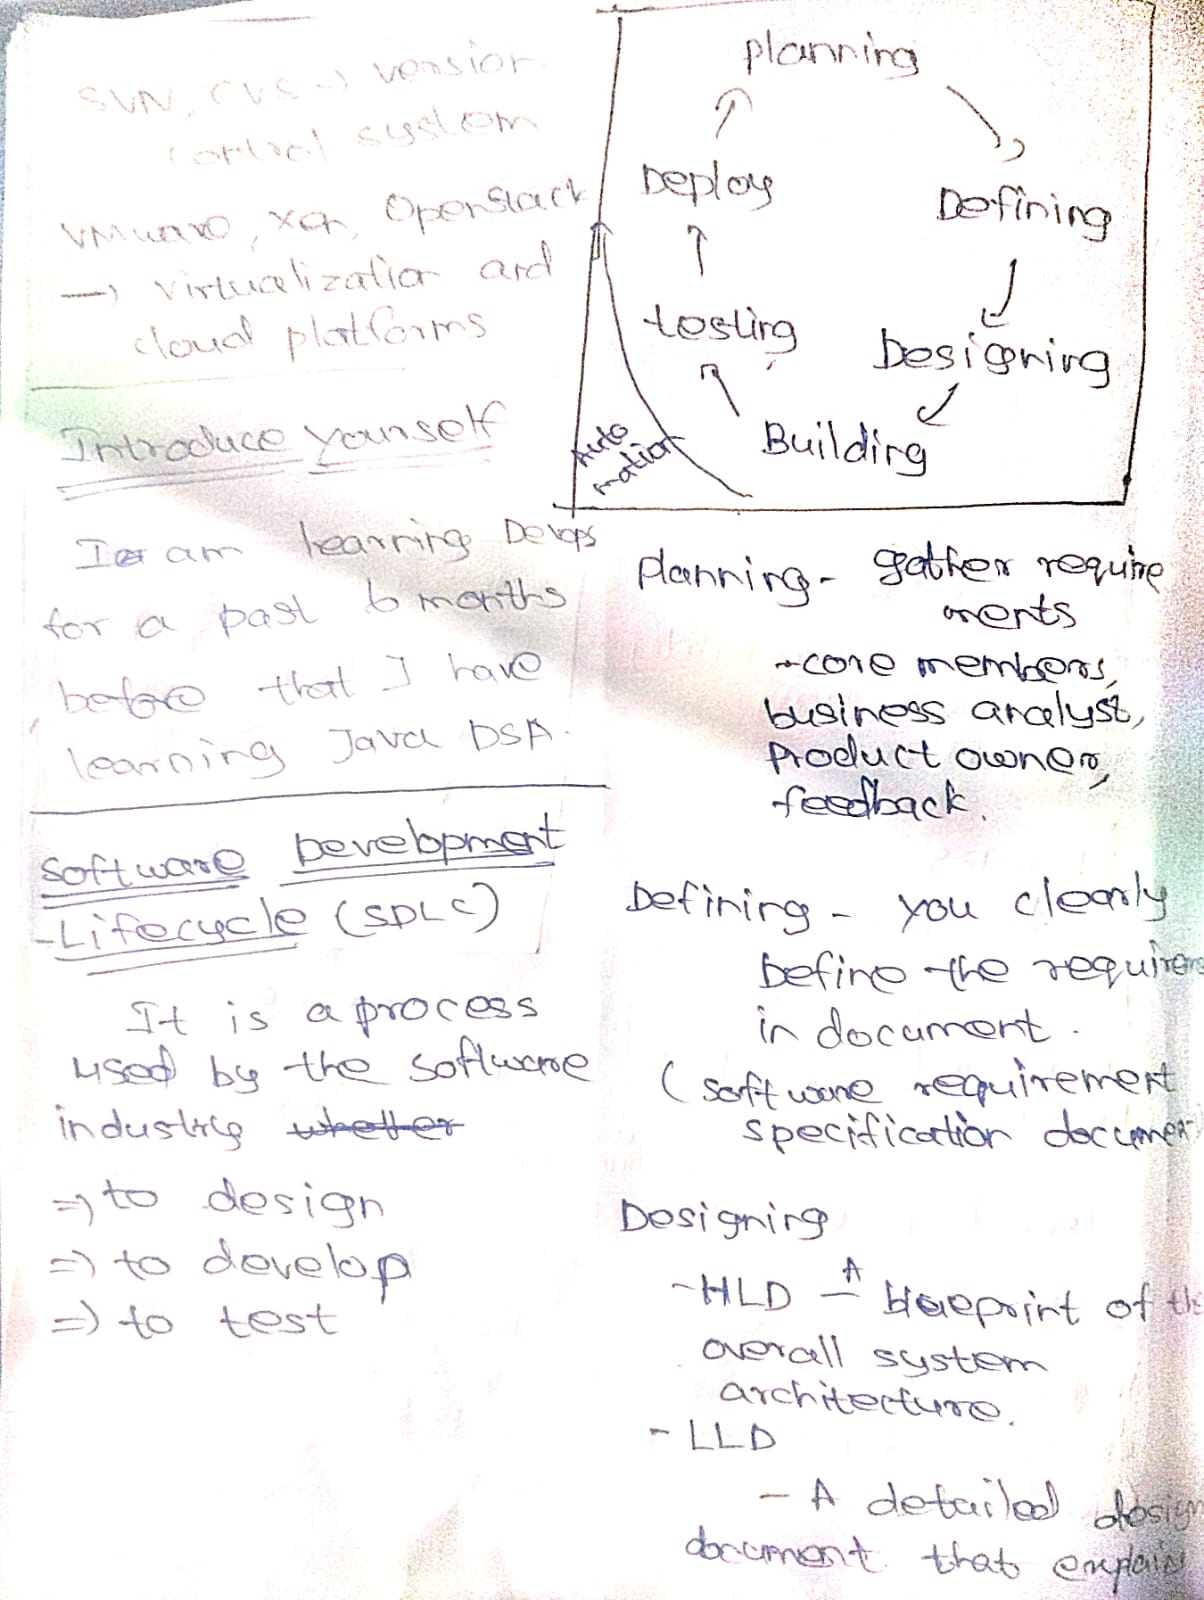 SVN, CVS → version
control system
VMware, Xen, OpenStack
→ virtualization and
cloud platforms
Introduce yourself
I am learning Devops
for a past 6 months
before that I have
learning Java DSA.
Software Development
Lifecycle (SDLC)
It is a process
used by the software
industry whether
⇒ to design
⇒ to develop
⇒ to test
planning
Deploy
Defining
testing
Designing
Building
Auto
mation
planning - gather require
ments
- core members,
business analyst,
Product owner,
feedback.
Defining - you clearly
Define the require
in document.
(software requirement
specification documen
Designing
- HLD - A blueprint of the
overall system
architecture.
- LLD
- A detailed design
document that explain